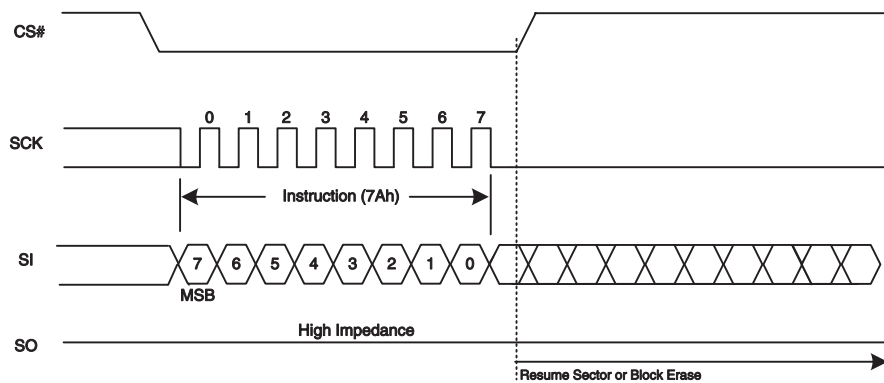 CS#
0 1 2 3 4 5 6 7
SCK
Instruction (7Ah)
SI
7 6 5 4 3 2 1 0
MSB
High Impedance
SO
Resume Sector or Block Erase